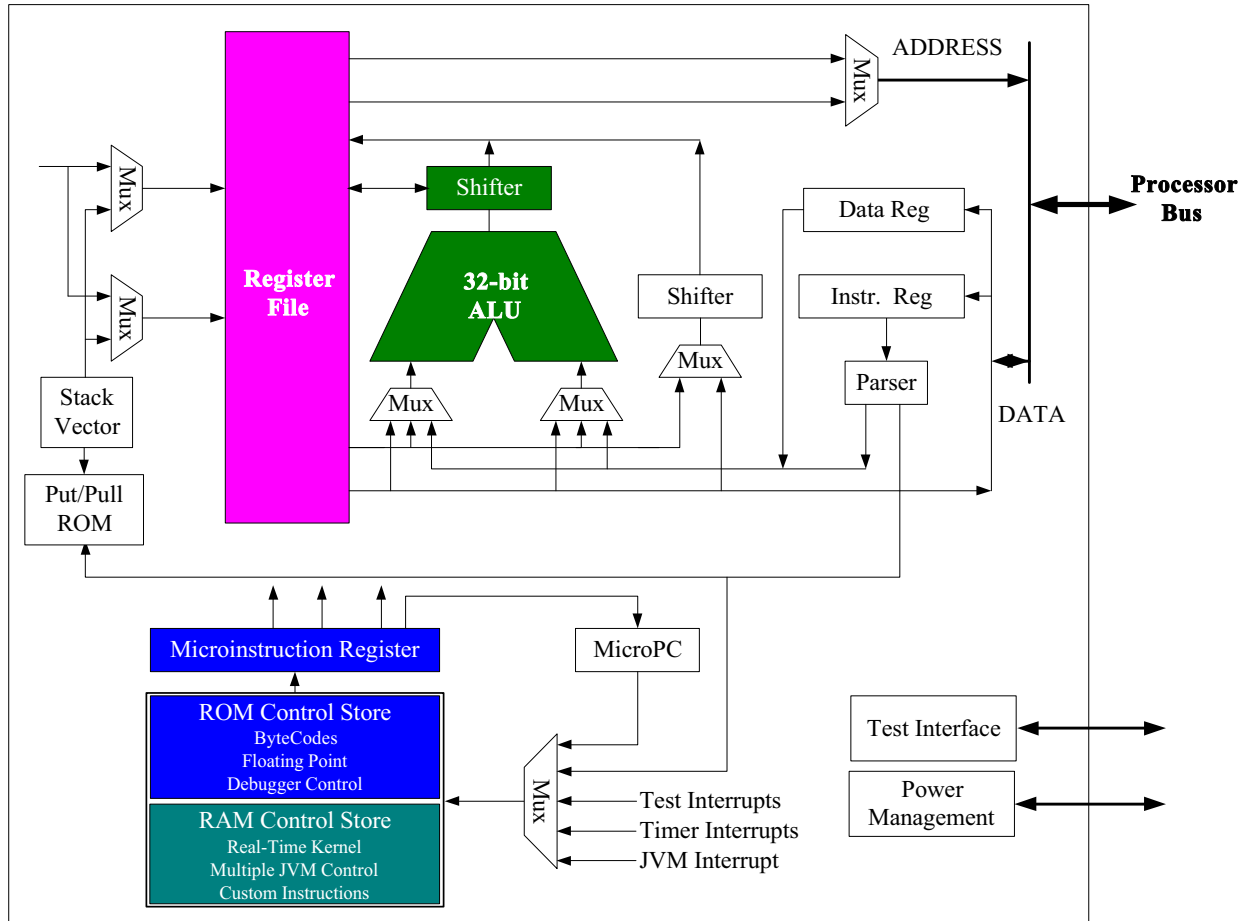 ADDRESS
Mux
Mux
Shifter
Processor
Bus
Data Reg
Register
File
32-bit
ALU
Mux
Shifter
Instr. Reg
Mux
Parser
Stack
Vector
Mux
Mux
DATA
Put/Pull
ROM
Microinstruction Register
MicroPC
ROM Control Store
ByteCodes
Floating Point
Debugger Control
Test Interface
Mux
Test Interrupts
Timer Interrupts
JVM Interrupt
Power
Management
RAM Control Store
Real-Time Kernel
Multiple JVM Control
Custom Instructions